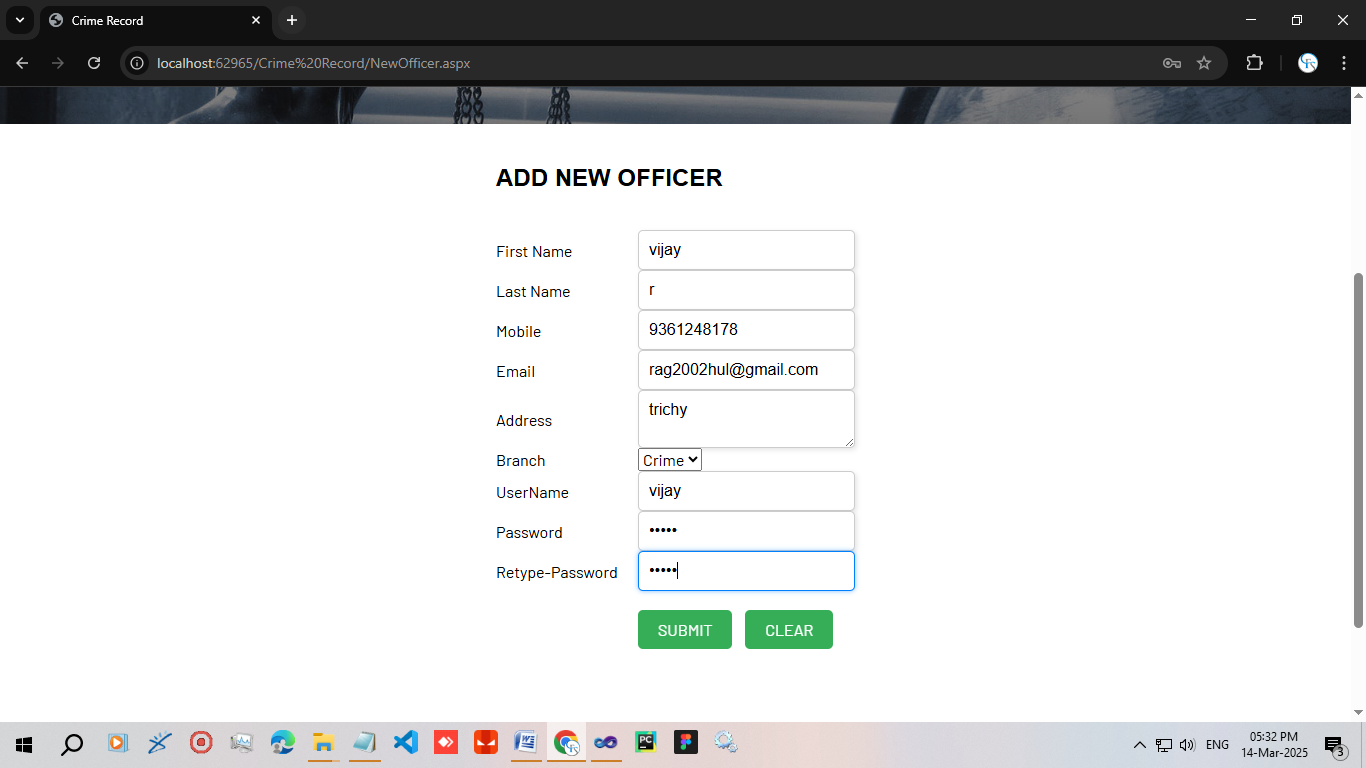 Crime Record
localhost:62965/Crime%20Record/NewOfficer.aspx
ADD NEW OFFICER
First Name vijay
Last Name r
Mobile 9361248178
Email rag2002hul@gmail.com
Address trichy
Branch Crime
UserName vijay
Password •••••
Retype-Password •••••
SUBMIT CLEAR
ENG 05:32 PM
14-Mar-2025
3